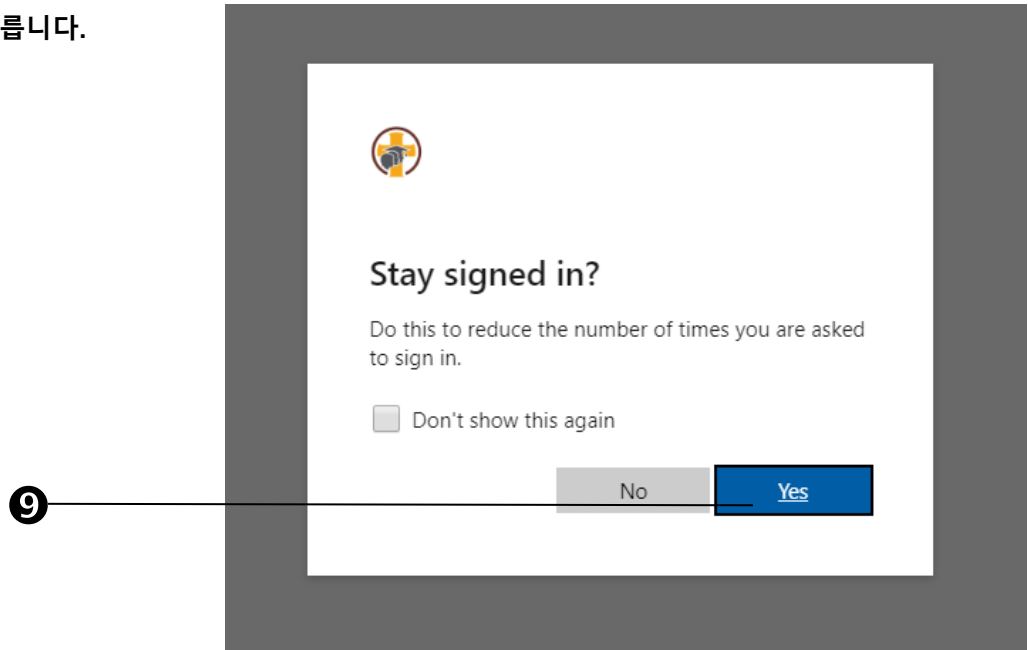 릅니다.
Stay signed in?
Do this to reduce the number of times you are asked
to sign in.
Don't show this again
No
Yes
❾